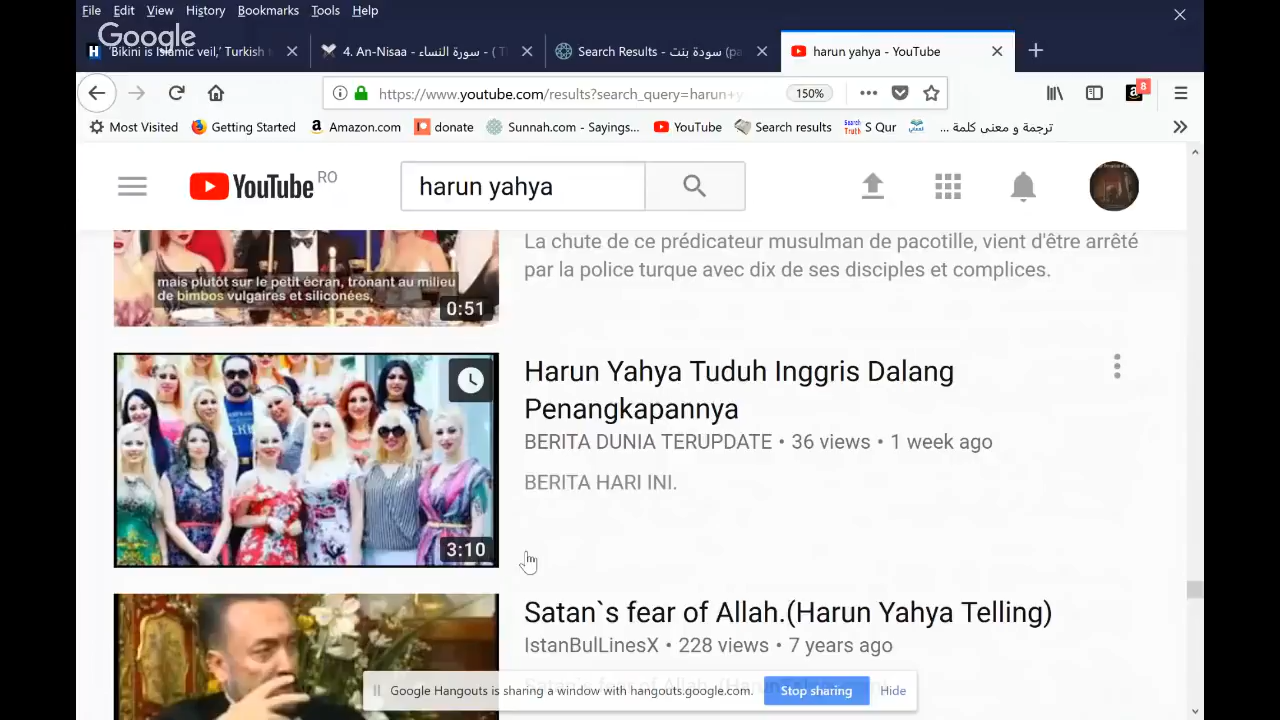 File Edit View History Bookmarks Tools Help
Google
'Bikini is Islamic veil,' Turkish
4. An-Nisaa - سورة النساء - ( T
Search Results - سودة بنت (pa
harun yahya - YouTube
https://www.youtube.com/results?search_query=harun+y
150%
8
Most Visited Getting Started Amazon.com donate Sunnah.com - Sayings... YouTube Search results Search Truth S Qur ترجمة و معنى كلمة ...
YouTube RO
harun yahya
La chute de ce prédicateur musulman de pacotille, vient d'être arrêté
par la police turque avec dix de ses disciples et complices.
mais plutôt sur le petit écran, trônant au milieu
de bimbos vulgaires et siliconées,
0:51
Harun Yahya Tuduh Inggris Dalang
Penangkapannya
BERITA DUNIA TERUPDATE • 36 views • 1 week ago
BERITA HARI INI.
3:10
Satan`s fear of Allah.(Harun Yahya Telling)
IstanBulLinesX • 228 views • 7 years ago
Google Hangouts is sharing a window with hangouts.google.com. Stop sharing Hide